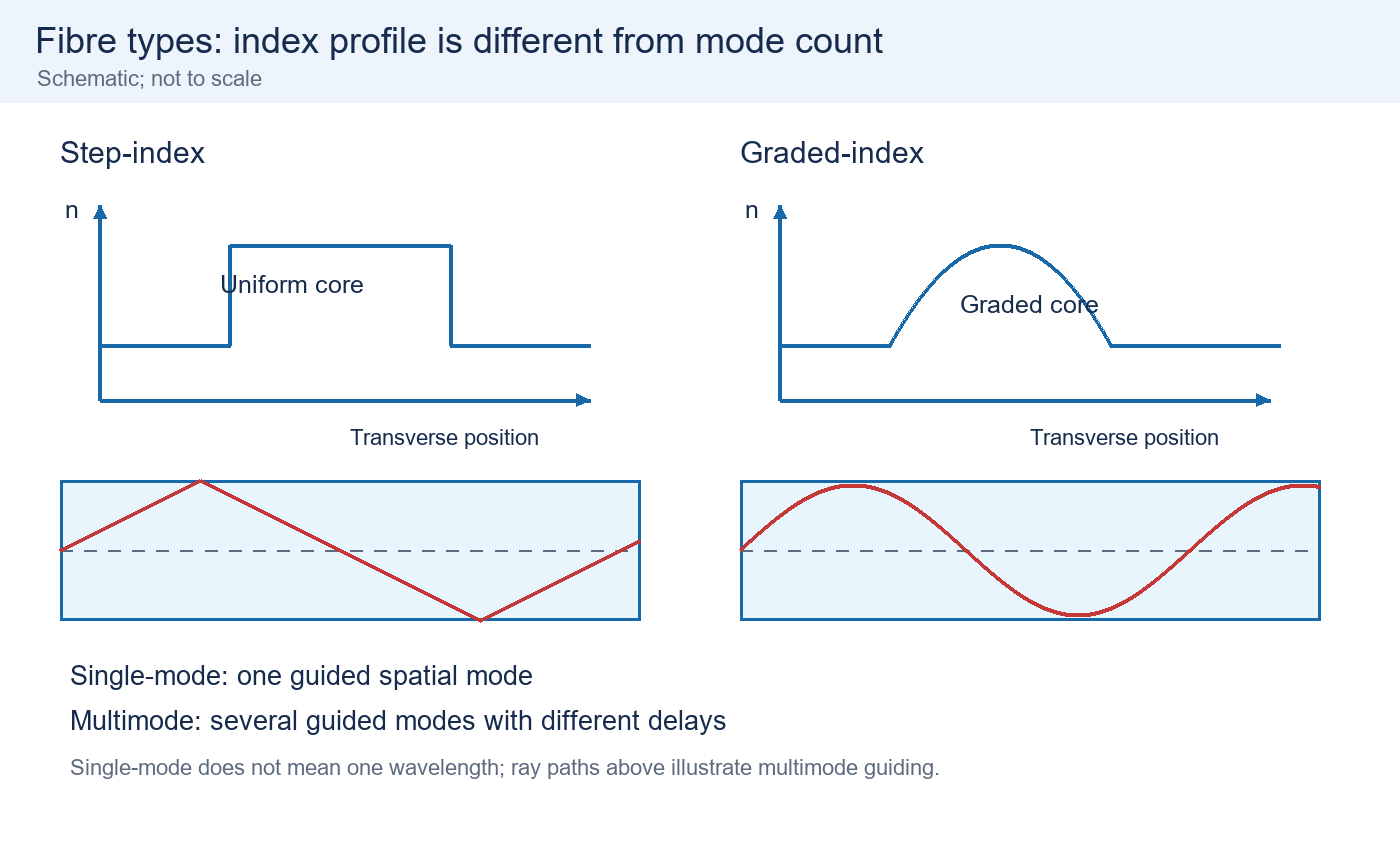 Fibre types: index profile is different from mode count
Schematic; not to scale
Step-index
n
Uniform core
Transverse position
Graded-index
n
Graded core
Transverse position
Single-mode: one guided spatial mode
Multimode: several guided modes with different delays
Single-mode does not mean one wavelength; ray paths above illustrate multimode guiding.